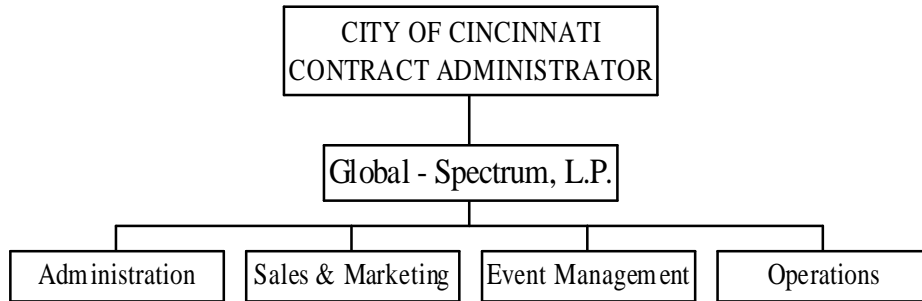 CITY OF CINCINNATI
CONTRACT ADMINISTRATOR
Global - Spectrum, L.P.
Administration
Sales & Marketing
Event Management
Operations